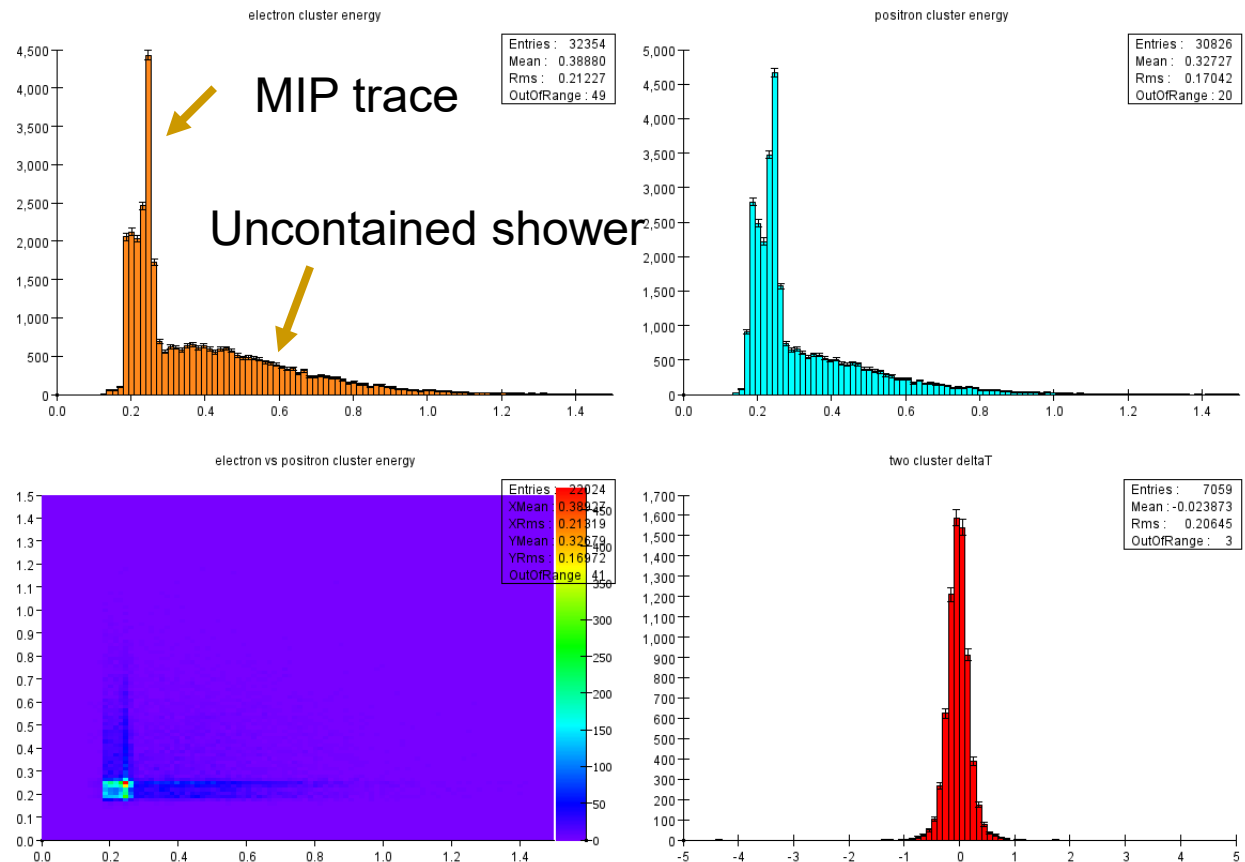 electron cluster energy
Entries : 32354
Mean : 0.38880
Rms : 0.21227
OutOfRange : 49
MIP trace
Uncontained shower
4,500
4,000
3,500
3,000
2,500
2,000
1,500
1,000
500
0
0.0 0.2 0.4 0.6 0.8 1.0 1.2 1.4
positron cluster energy
Entries : 30826
Mean : 0.32727
Rms : 0.17042
OutOfRange : 20
5,000
4,500
4,000
3,500
3,000
2,500
2,000
1,500
1,000
500
0
0.0 0.2 0.4 0.6 0.8 1.0 1.2 1.4
electron vs positron cluster energy
Entries : 22024
XMean : 0.38927
XRms : 0.21319
YMean : 0.32679
YRms : 0.16972
OutOfRange : 41
1.5
1.4
1.3
1.2
1.1
1.0
0.9
0.8
0.7
0.6
0.5
0.4
0.3
0.2
0.1
0.0
0.0 0.2 0.4 0.6 0.8 1.0 1.2 1.4
450
400
350
300
250
200
150
100
50
0
two cluster deltaT
Entries : 7059
Mean : -0.023873
Rms : 0.20645
OutOfRange : 3
1,700
1,600
1,500
1,400
1,300
1,200
1,100
1,000
900
800
700
600
500
400
300
200
100
0
-5 -4 -3 -2 -1 0 1 2 3 4 5